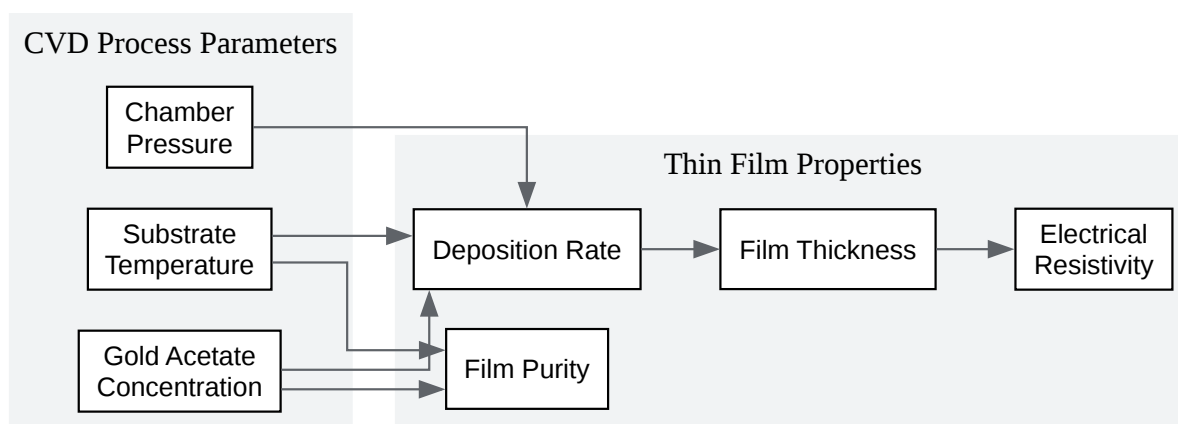 CVD Process Parameters
Chamber
Pressure
Thin Film Properties
Substrate
Temperature
Deposition Rate
Film Thickness
Electrical
Resistivity
Gold Acetate
Concentration
Film Purity